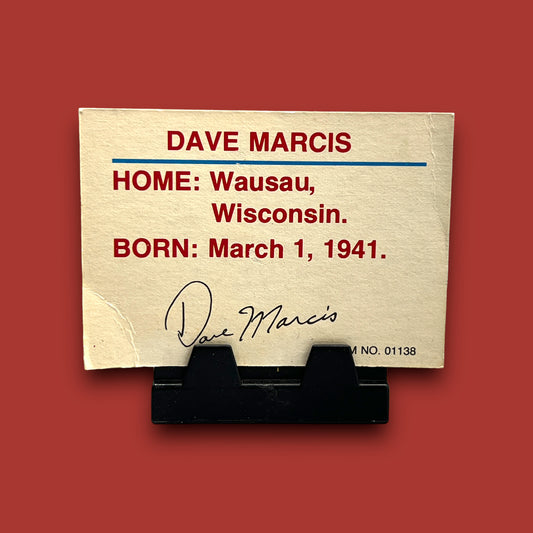 DAVE MARCIS
HOME: Wausau,
Wisconsin.
BORN: March 1, 1941.
Dave Marcis
M NO. 01138